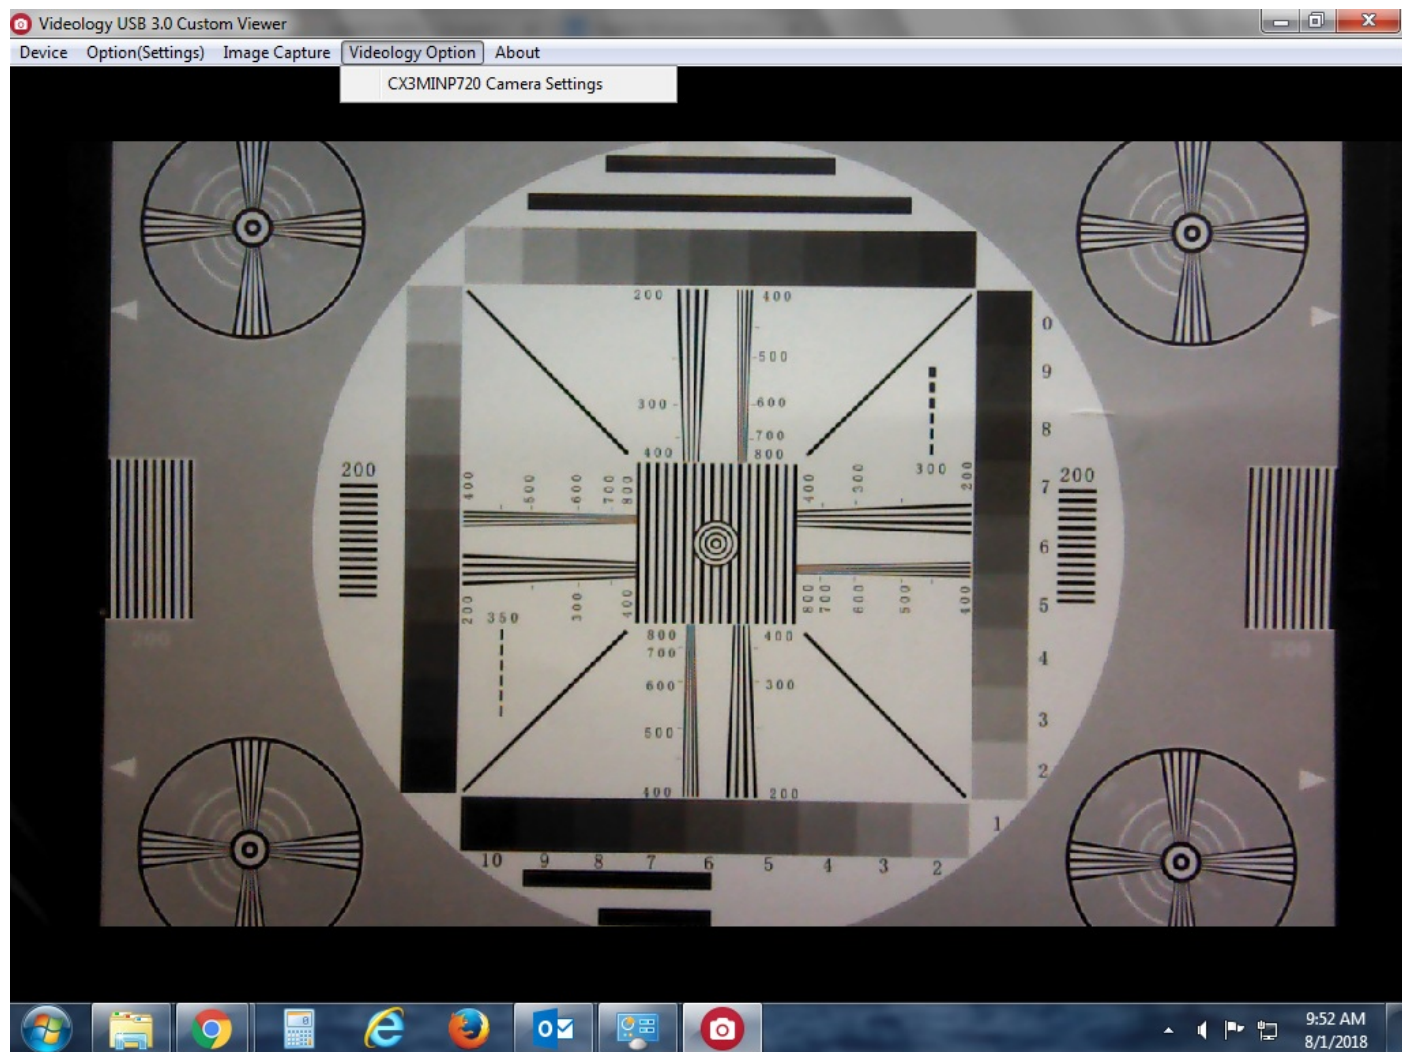 Videology USB 3.0 Custom Viewer
Device Option(Settings) Image Capture Videology Option About
CX3MINP720 Camera Settings
200 400
500
300 600
700
400 800
0
9
8
7
6
5
4
3
2
1
300
200 200
400 500 600 700 800
400 300 200
200 300 400
800 700 600 500 400
350
800 400
700
600 300
500
400 200
200 200
10 9 8 7 6 5 4 3 2
9:52 AM
8/1/2018